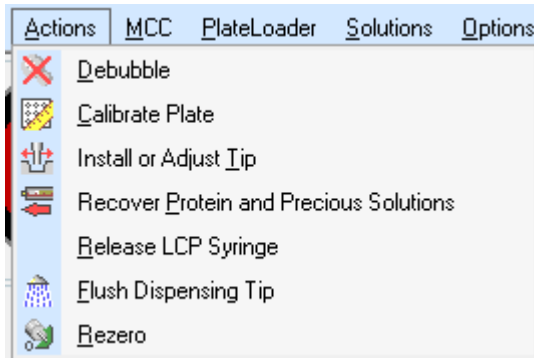 Actions MCC PlateLoader Solutions Options
Debubble
Calibrate Plate
Install or Adjust Tip
Recover Protein and Precious Solutions
Release LCP Syringe
Flush Dispensing Tip
Rezero